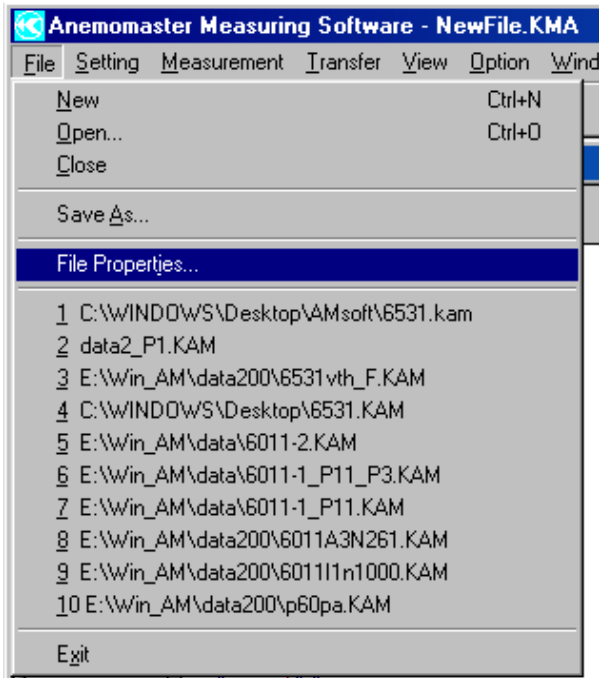 Anemomaster Measuring Software - NewFile.KMA
File Setting Measurement Transfer View Option Wind
New Ctrl+N
Open... Ctrl+O
Close
Save As...
File Properties...
1 C:\WINDOWS\Desktop\AMsoft\6531.kam
2 data2_P1.KAM
3 E:\Win_AM\data200\6531vth_F.KAM
4 C:\WINDOWS\Desktop\6531.KAM
5 E:\Win_AM\data\6011-2.KAM
6 E:\Win_AM\data\6011-1_P11_P3.KAM
7 E:\Win_AM\data\6011-1_P11.KAM
8 E:\Win_AM\data200\6011A3N261.KAM
9 E:\Win_AM\data200\6011l1n1000.KAM
10 E:\Win_AM\data200\p60pa.KAM
Exit